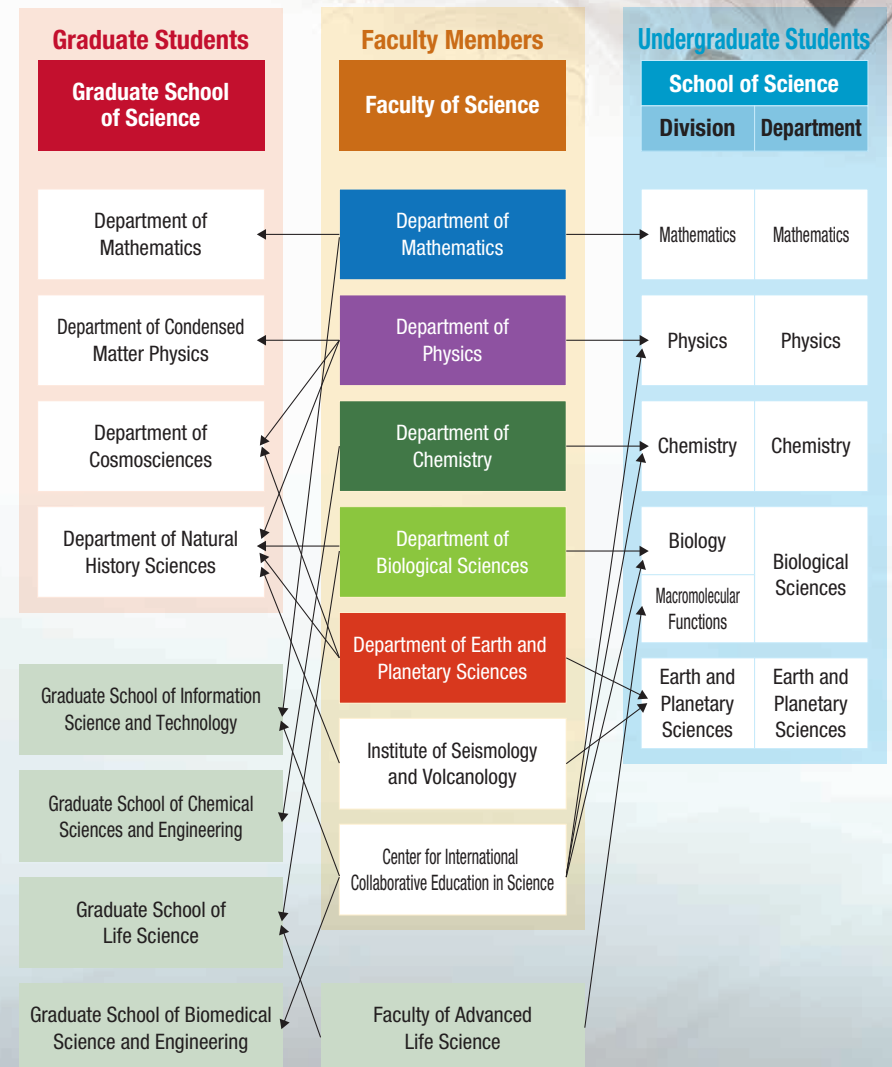 Graduate Students
Graduate School
of Science
Department of
Mathematics
Department of Condensed
Matter Physics
Department of
Cosmosciences
Department of Natural
History Sciences
Graduate School of Information
Science and Technology
Graduate School of Chemical
Sciences and Engineering
Graduate School of
Life Science
Graduate School of Biomedical
Science and Engineering
Faculty Members
Faculty of Science
Department of
Mathematics
Department of
Physics
Department of
Chemistry
Department of
Biological Sciences
Department of Earth and
Planetary Sciences
Institute of Seismology
and Volcanology
Center for International
Collaborative Education in Science
Faculty of Advanced
Life Science
Undergraduate Students
School of Science
Division
Department
Mathematics
Mathematics
Physics
Physics
Chemistry
Chemistry
Biology
Macromolecular
Functions
Biological
Sciences
Earth and
Planetary
Sciences
Earth and
Planetary
Sciences